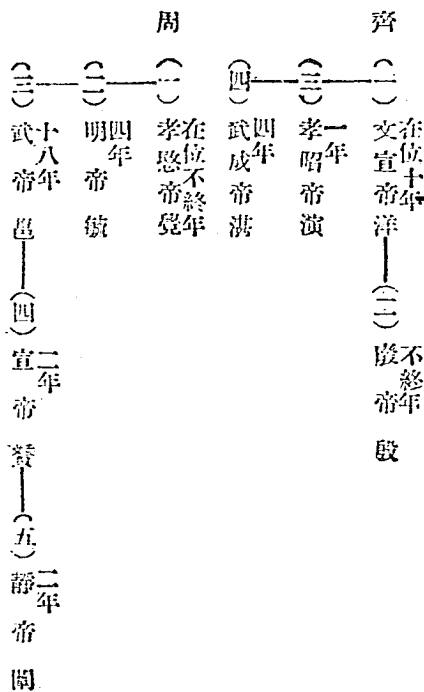 齊
(一)文宣帝洋 在位十年
(二)廢帝殷 不終年
(三)孝昭帝演 一年
(四)武成帝湛 四年
周
(一)孝愍帝覺 在位不終年
(二)明帝毓 四年
(三)武帝邕 十八年
(四)宣帝贇 二年
(五)靜帝闡 二年